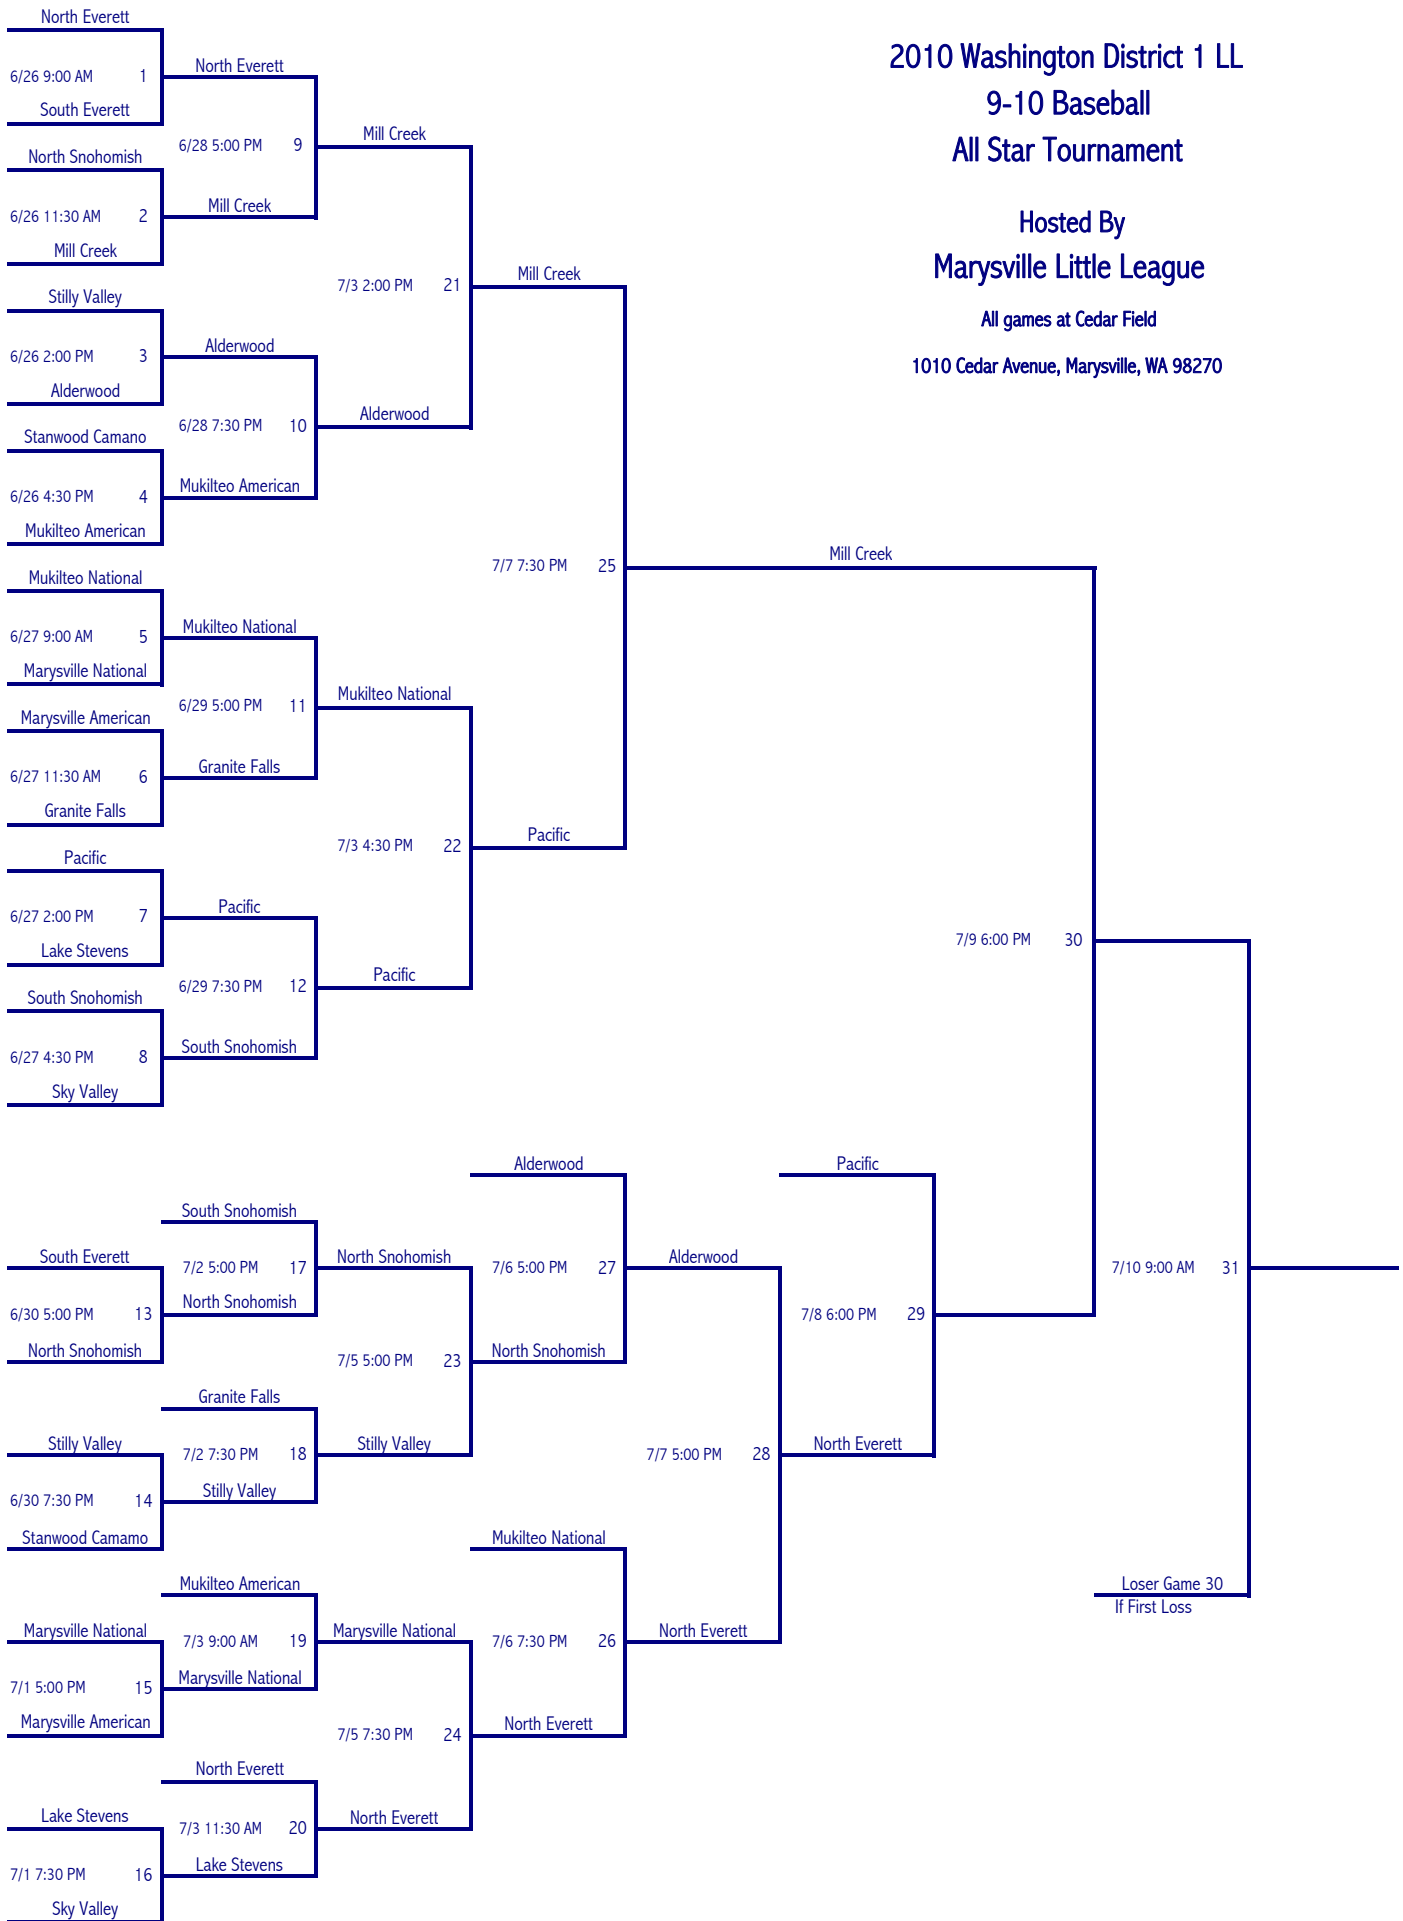 North Everett
2010 Washington District 1 LL
9-10 Baseball
All Star Tournament
Hosted By
Marysville Little League
All games at Cedar Field
1010 Cedar Avenue, Marysville, WA 98270
6/26 9:00 AM 1
North Everett
South Everett
6/28 5:00 PM 9
Mill Creek
North Snohomish
6/26 11:30 AM 2
Mill Creek
Mill Creek
7/3 2:00 PM 21
Mill Creek
Stilly Valley
6/26 2:00 PM 3
Alderwood
Alderwood
6/28 7:30 PM 10
Alderwood
Stanwood Camano
6/26 4:30 PM 4
Mukilteo American
Mukilteo American
7/7 7:30 PM 25
Mill Creek
Mukilteo National
6/27 9:00 AM 5
Mukilteo National
Marysville National
6/29 5:00 PM 11
Mukilteo National
Marysville American
6/27 11:30 AM 6
Granite Falls
Granite Falls
7/3 4:30 PM 22
Pacific
Pacific
6/27 2:00 PM 7
Pacific
Lake Stevens
6/29 7:30 PM 12
Pacific
7/9 6:00 PM 30
South Snohomish
6/27 4:30 PM 8
South Snohomish
Sky Valley
Alderwood
Pacific
South Snohomish
South Everett
7/2 5:00 PM 17
North Snohomish
7/6 5:00 PM 27
Alderwood
7/10 9:00 AM 31
6/30 5:00 PM 13
North Snohomish
7/8 6:00 PM 29
North Snohomish
7/5 5:00 PM 23
North Snohomish
Granite Falls
Stilly Valley
7/2 7:30 PM 18
Stilly Valley
7/7 5:00 PM 28
North Everett
6/30 7:30 PM 14
Stilly Valley
Stanwood Camamo
Mukilteo National
Mukilteo American
Loser Game 30
If First Loss
Marysville National
7/3 9:00 AM 19
Marysville National
7/6 7:30 PM 26
North Everett
7/1 5:00 PM 15
Marysville National
Marysville American
7/5 7:30 PM 24
North Everett
North Everett
Lake Stevens
7/3 11:30 AM 20
North Everett
7/1 7:30 PM 16
Lake Stevens
Sky Valley